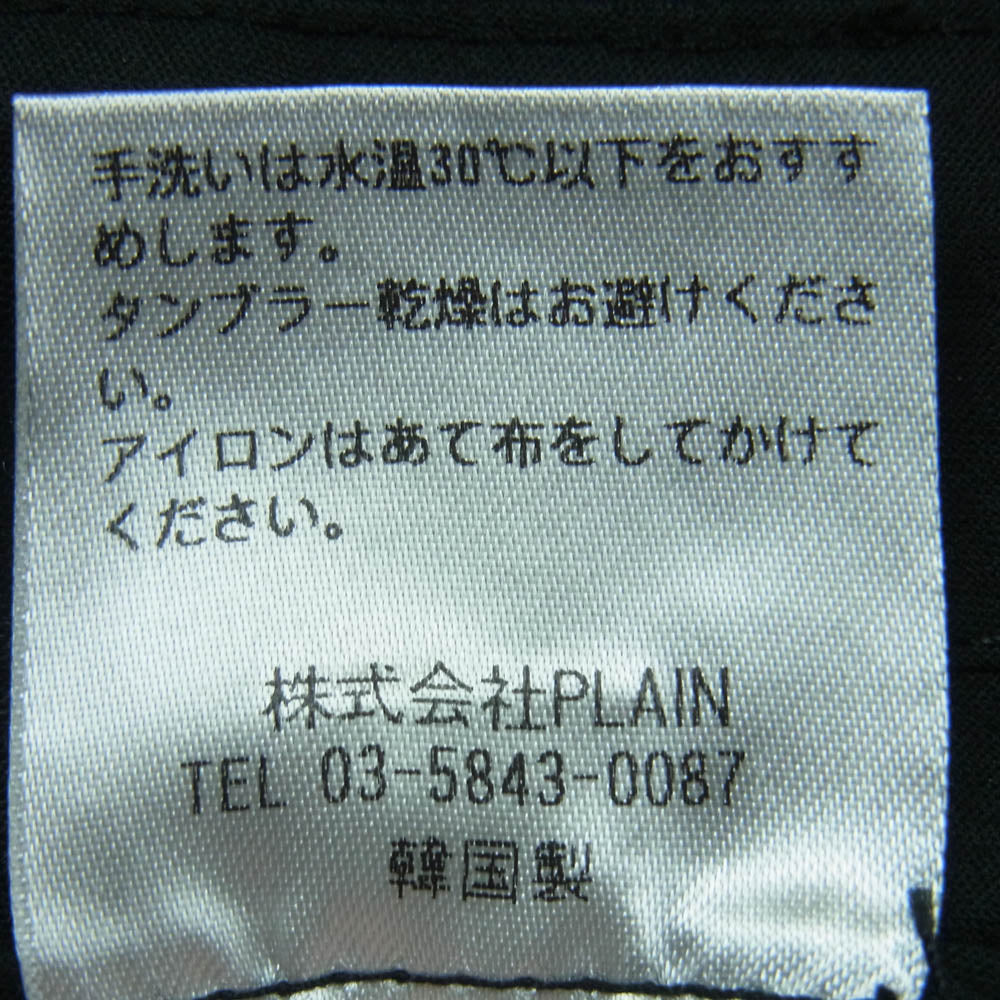 手洗いは水温30℃以下をおすす
めします。
タンブラー乾燥はお避けくださ
い。
アイロンはあて布をしてかけて
ください。
株式会社PLAIN
TEL 03-5843-0087
韓国製